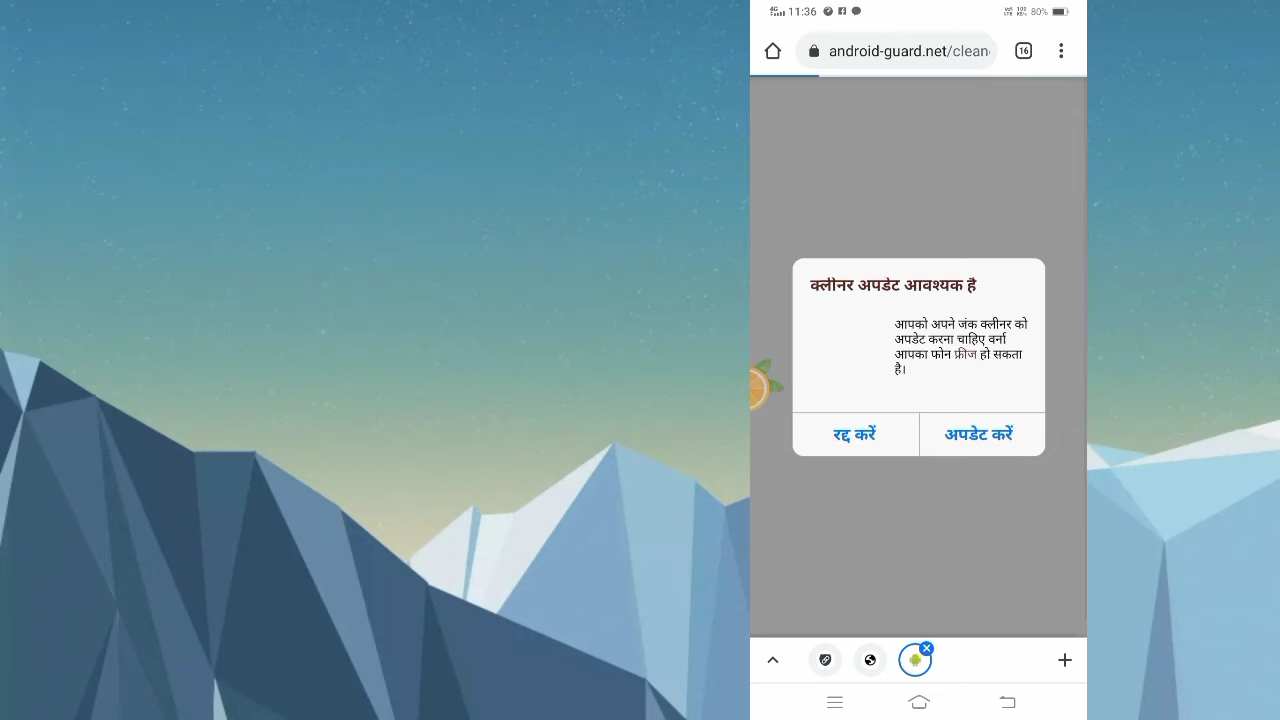 4G 11:36 80%
android-guard.net/clean
16
क्लीनर अपडेट आवश्यक है
आपको अपने जंक क्लीनर को
अपडेट करना चाहिए वर्ना
आपका फोन फ्रीज हो सकता
है।
रद्द करें अपडेट करें